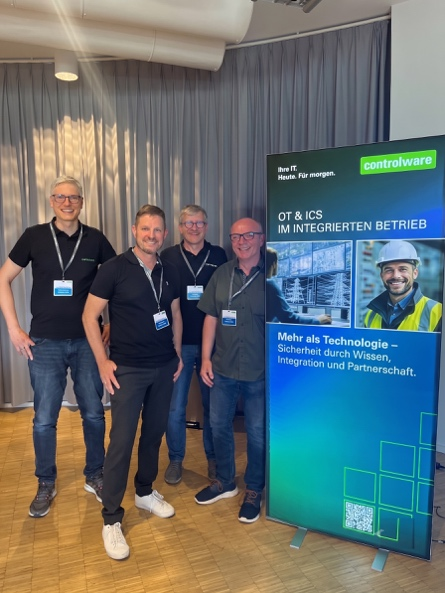 Ihre IT.
Heute. Für morgen.
controlware
OT & ICS
IM INTEGRIERTEN BETRIEB
Mehr als Technologie –
Sicherheit durch Wissen,
Integration und Partnerschaft.